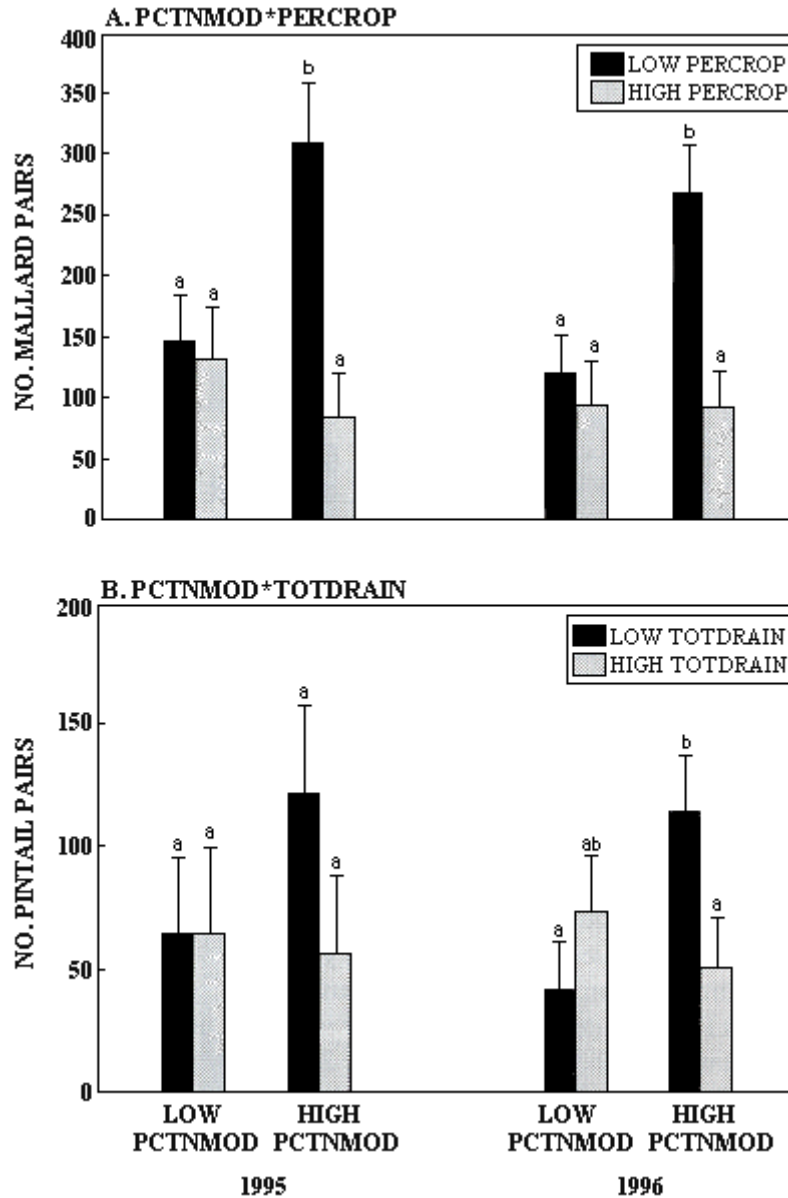 A. PCTNMOD*PERCROP
400
350
300
250
200
150
100
50
0
NO. MALLARD PAIRS
LOW PERCROP
HIGH PERCROP
a
a
b
a
a
a
b
a
B. PCTNMOD*TOTDRAIN
200
150
100
50
0
NO. PINTAIL PAIRS
LOW TOTDRAIN
HIGH TOTDRAIN
a
a
a
a
a
ab
b
a
LOW HIGH LOW HIGH
PCTNMOD PCTNMOD PCTNMOD PCTNMOD
1995 1996